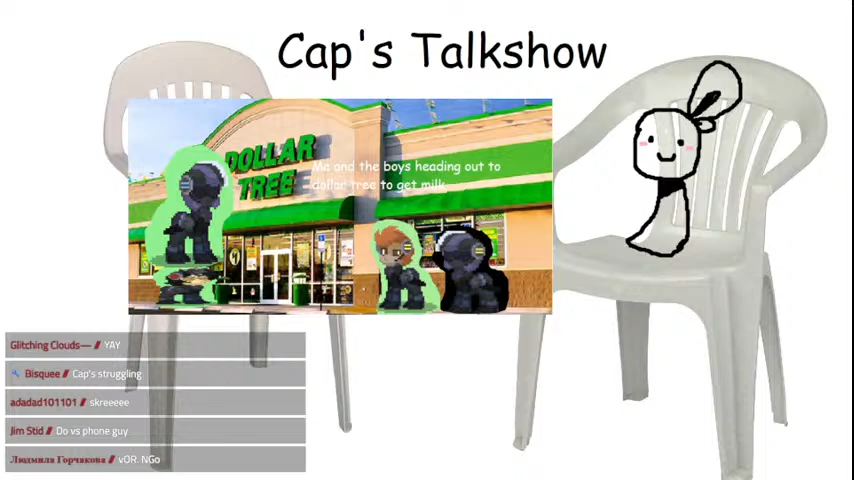 Cap's Talkshow
DOLLAR
TREE
Me and the boys heading out to
dollar tree to get milk
Glitching Clouds— // YAY
Bisquee // Cap's struggling
adadad101101 // skreeeee
Jim Stid // Do vs phone guy
Людмила Горчакова // vOR. NGo